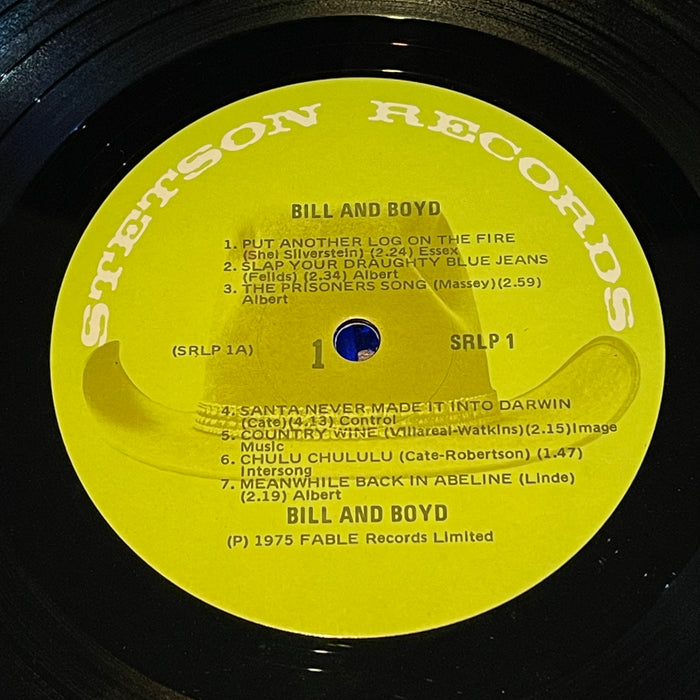 STETSON RECORDS
BILL AND BOYD
1. PUT ANOTHER LOG ON THE FIRE
(Shel Silverstein) (2.24) Essex
2. SLAP YOUR DRAUGHTY BLUE JEANS
(Feilds) (2.34) Albert
3. THE PRISONERS SONG (Massey)(2.59)
Albert
(SRLP 1A) 1 SRLP 1
4. SANTA NEVER MADE IT INTO DARWIN
(Cate)(4.13) Control
5. COUNTRY WINE (Villareal-Watkins)(2.15)Image
Music
6. CHULU CHULULU (Cate-Robertson) (1.47)
Intersong
7. MEANWHILE BACK IN ABELINE (Linde)
(2.19) Albert
BILL AND BOYD
(P) 1975 FABLE Records Limited